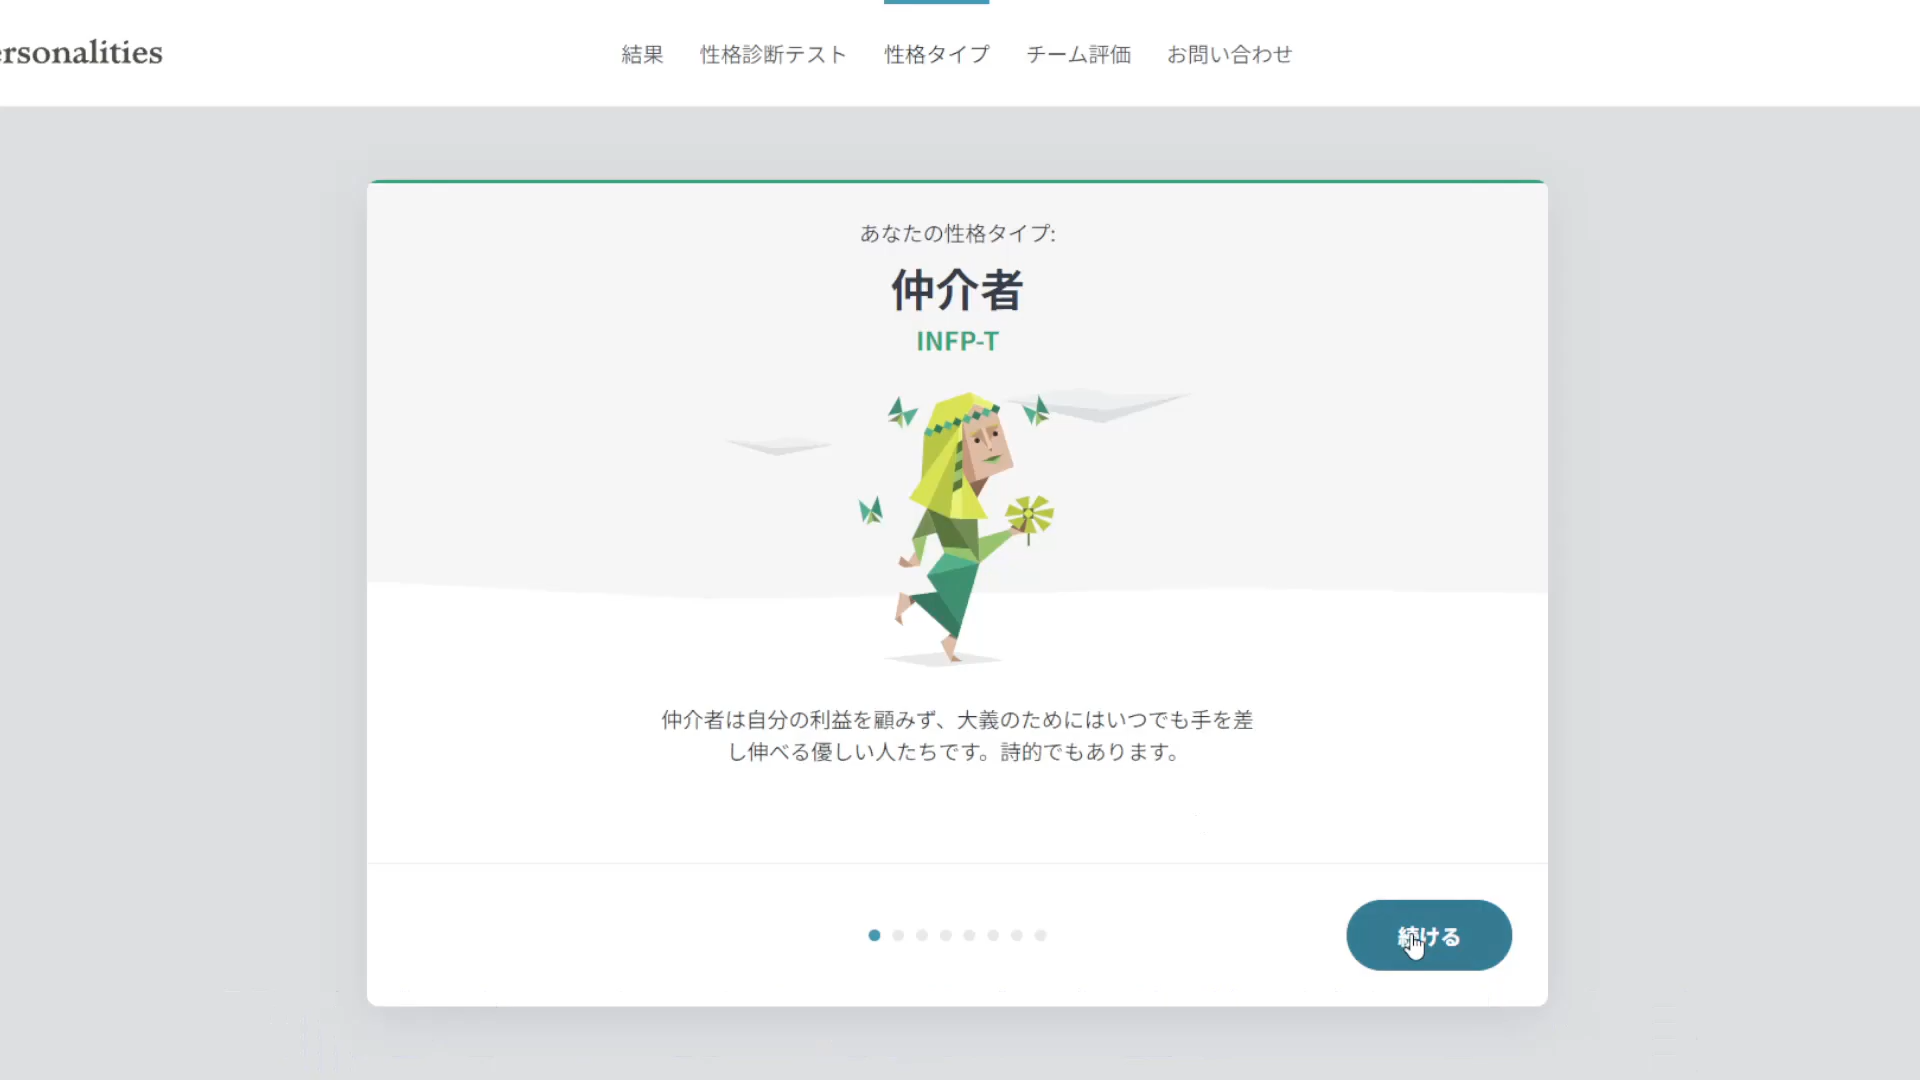 ersonalities
結果 性格診断テスト 性格タイプ チーム評価 お問い合わせ
あなたの性格タイプ:
仲介者
INFP-T
仲介者は自分の利益を顧みず、大義のためにはいつでも手を差
し伸べる優しい人たちです。詩的でもあります。
続ける